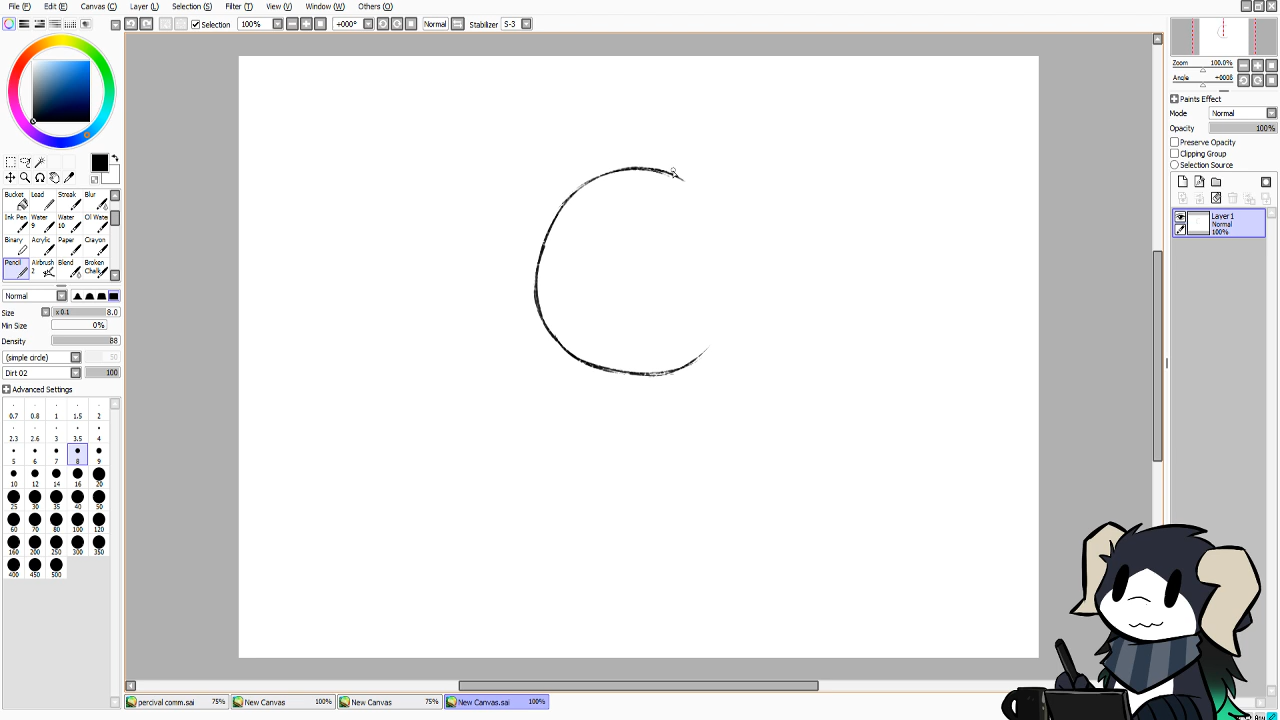 File (F) Edit (E) Canvas (C) Layer (L) Selection (S) Filter (T) View (V) Window (W) Others (O)
Selection 100% +000° Normal Stabilizer S-3
Zoom 100.0%
Angle +0008
Paints Effect
Mode Normal
Opacity 100%
Preserve Opacity
Clipping Group
Selection Source
Layer1
Normal
100%
Bucket Lead Streak Blur
Ink Pen Water 9 Water 10 Oil Wate
Binary Acrylic Paper Crayon
Pencil Airbrush 2 Blend Broken Chalk
Normal
Size x 0.1 8.0
Min Size 0%
Density 88
(simple circle) 50
Dirt 02 100
Advanced Settings
0.7 0.8 1 1.5 2
2.3 2.6 3 3.5 4
5 6 7 8 9
10 12 14 16 20
25 30 35 40 50
60 70 80 100 120
160 200 250 300 350
400 450 500
percival comm.sai 75% New Canvas 100% New Canvas 75% New Canvas.sai 100%